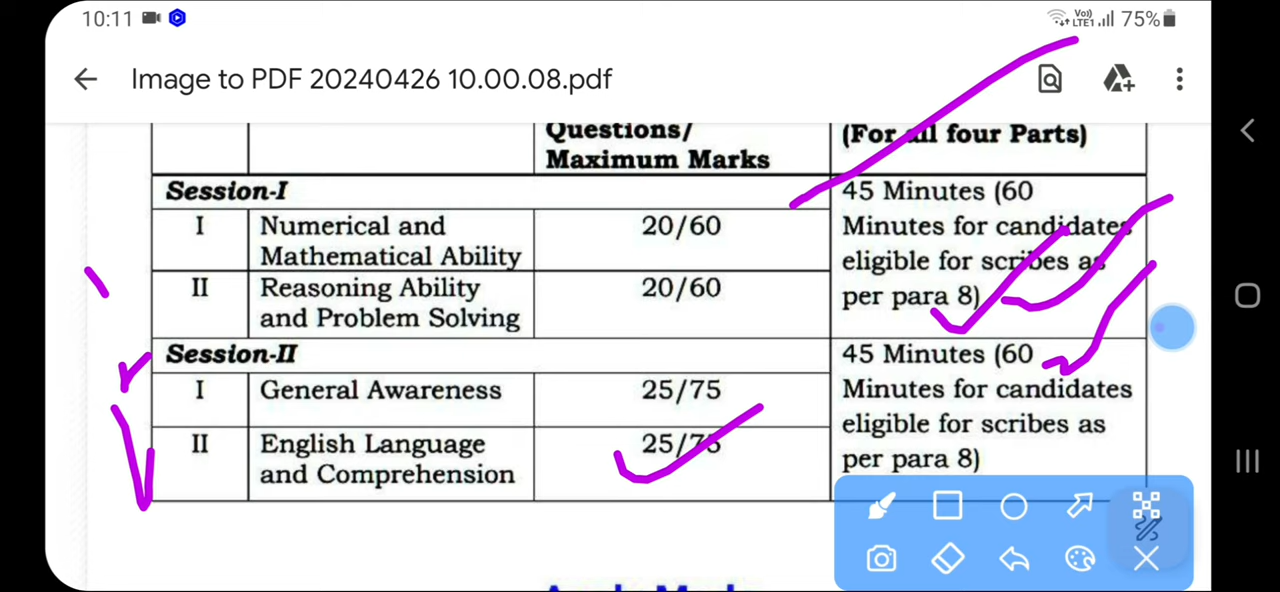 10:11
Vo))
LTE1
75%
Image to PDF 20240426 10.00.08.pdf
Questions/
Maximum Marks
(For all four Parts)
Session-I
45 Minutes (60
Minutes for candidates
eligible for scribes as
per para 8)
I
Numerical and
Mathematical Ability
20/60
II
Reasoning Ability
and Problem Solving
20/60
Session-II
45 Minutes (60
Minutes for candidates
eligible for scribes as
per para 8)
I
General Awareness
25/75
II
English Language
and Comprehension
25/75